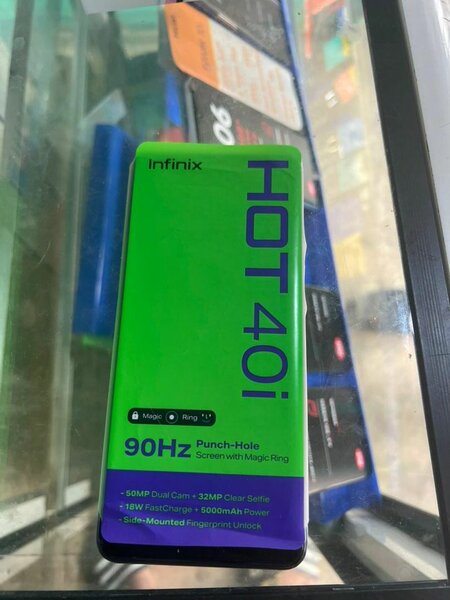 Infinix
HOT 40i
Magic Ring
90Hz Punch-Hole
Screen with Magic Ring
- 50MP Dual Cam + 32MP Clear Selfie
- 18W FastCharge + 5000mAh Power
- Side-Mounted Fingerprint Unlock